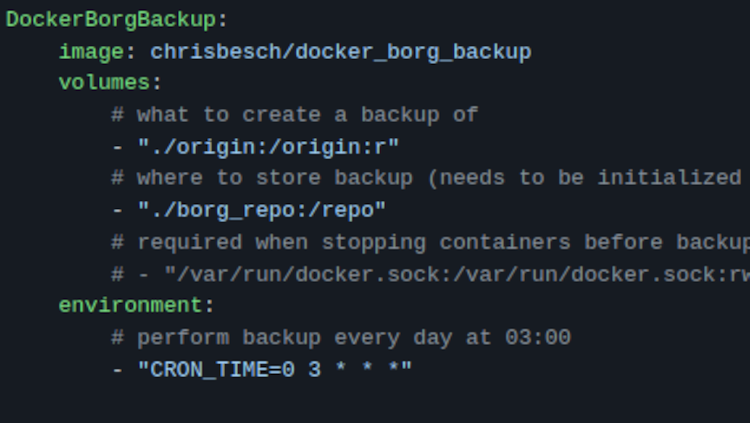 DockerBorgBackup:
    image: chrisbesch/docker_borg_backup
    volumes:
        # what to create a backup of
        - "./origin:/origin:r"
        # where to store backup (needs to be initialized
        - "./borg_repo:/repo"
        # required when stopping containers before backup
        # - "/var/run/docker.sock:/var/run/docker.sock:rw
    environment:
        # perform backup every day at 03:00
        - "CRON_TIME=0 3 * * *"